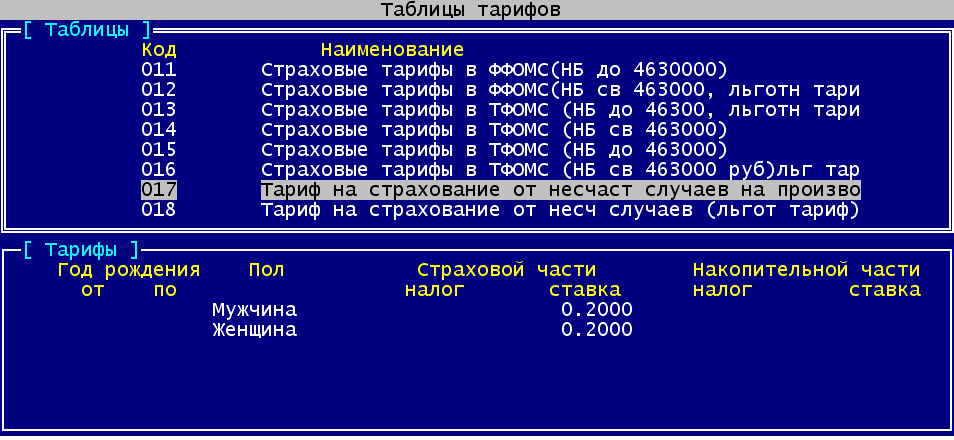 Таблицы тарифов
[ Таблицы ]
Код Наименование
011 Страховые тарифы в ФФОМС(НБ до 4630000)
012 Страховые тарифы в ФФОМС(НБ св 463000, льготн тари
013 Страховые тарифы в ТФОМС (НБ до 46300, льготн тари
014 Страховые тарифы в ТФОМС (НБ св 463000)
015 Страховые тарифы в ТФОМС (НБ до 463000)
016 Страховые тарифы в ТФОМС (НБ св 463000 руб)льг тар
017 Тариф на страхование от несчаст случаев на произво
018 Тариф на страхование от несч случаев (льгот тариф)
[ Тарифы ]
Год рождения Пол Страховой части Накопительной части
от по налог ставка налог ставка
Мужчина 0.2000
Женщина 0.2000